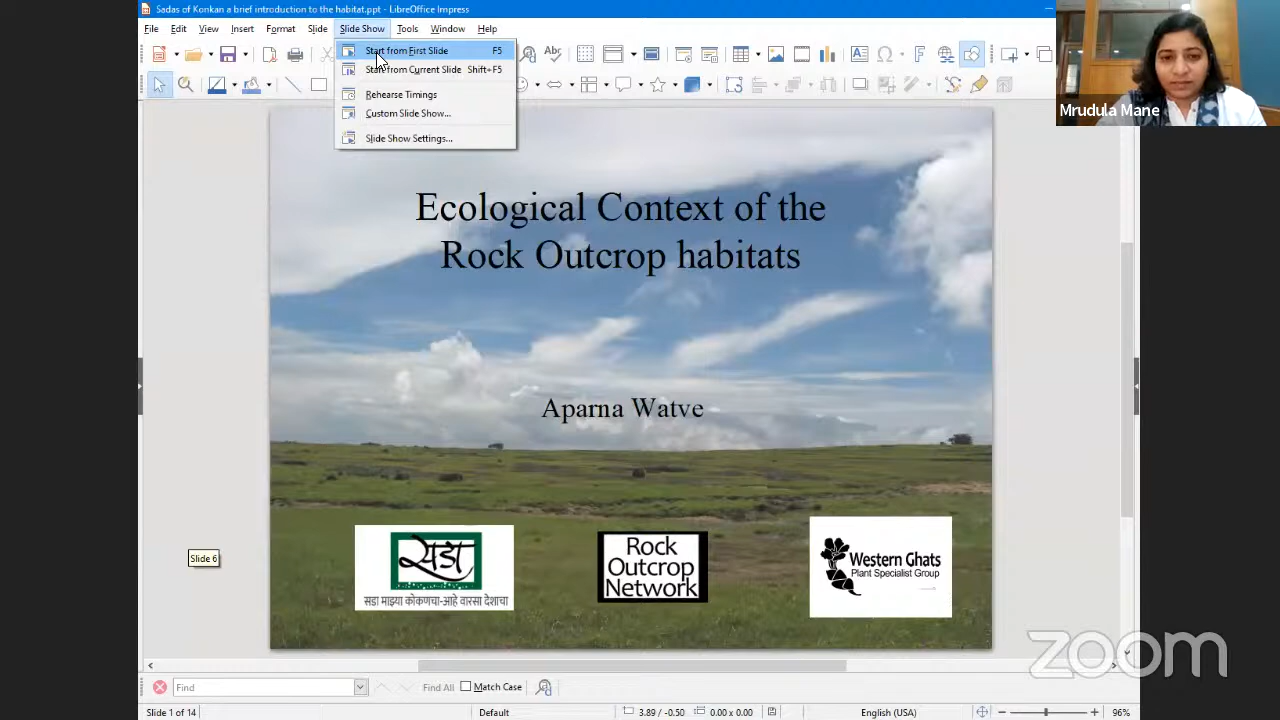 Sadas of Konkan a brief introduction to the habitat.ppt - LibreOffice Impress
File Edit View Insert Format Slide Slide Show Tools Window Help
Start from First Slide F5
Start from Current Slide Shift+F5
Rehearse Timings
Custom Slide Show...
Slide Show Settings...
Mrudula Mane
Ecological Context of the
Rock Outcrop habitats
Aparna Watve
Slide 6
सडा
सडा माझ्या कोकणचा-आहे वारसा देशाचा
Rock
Outcrop
Network
Western Ghats
Plant Specialist Group
zoom
Find
Find All
Match Case
Slide 1 of 14
Default
3.89 / -0.50
0.00 x 0.00
English (USA)
96%